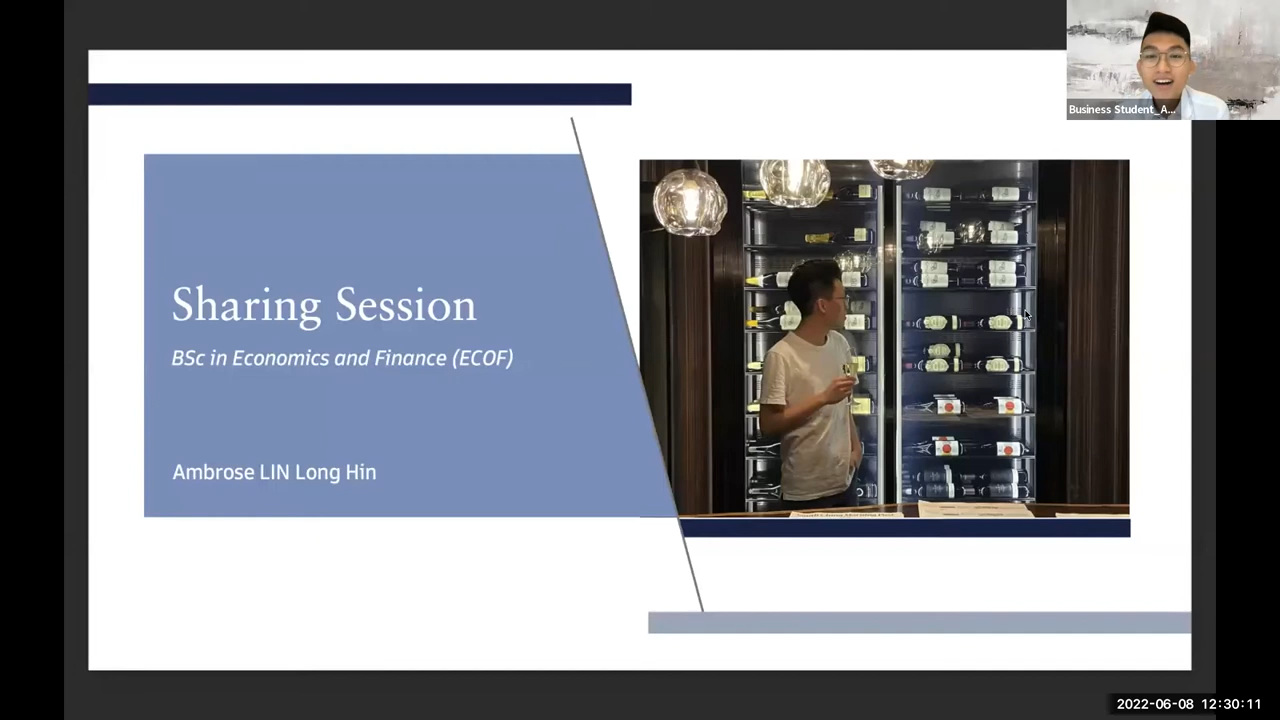 Business Student_A...
Sharing Session
BSc in Economics and Finance (ECOF)
Ambrose LIN Long Hin
2022-06-08 12:30:11